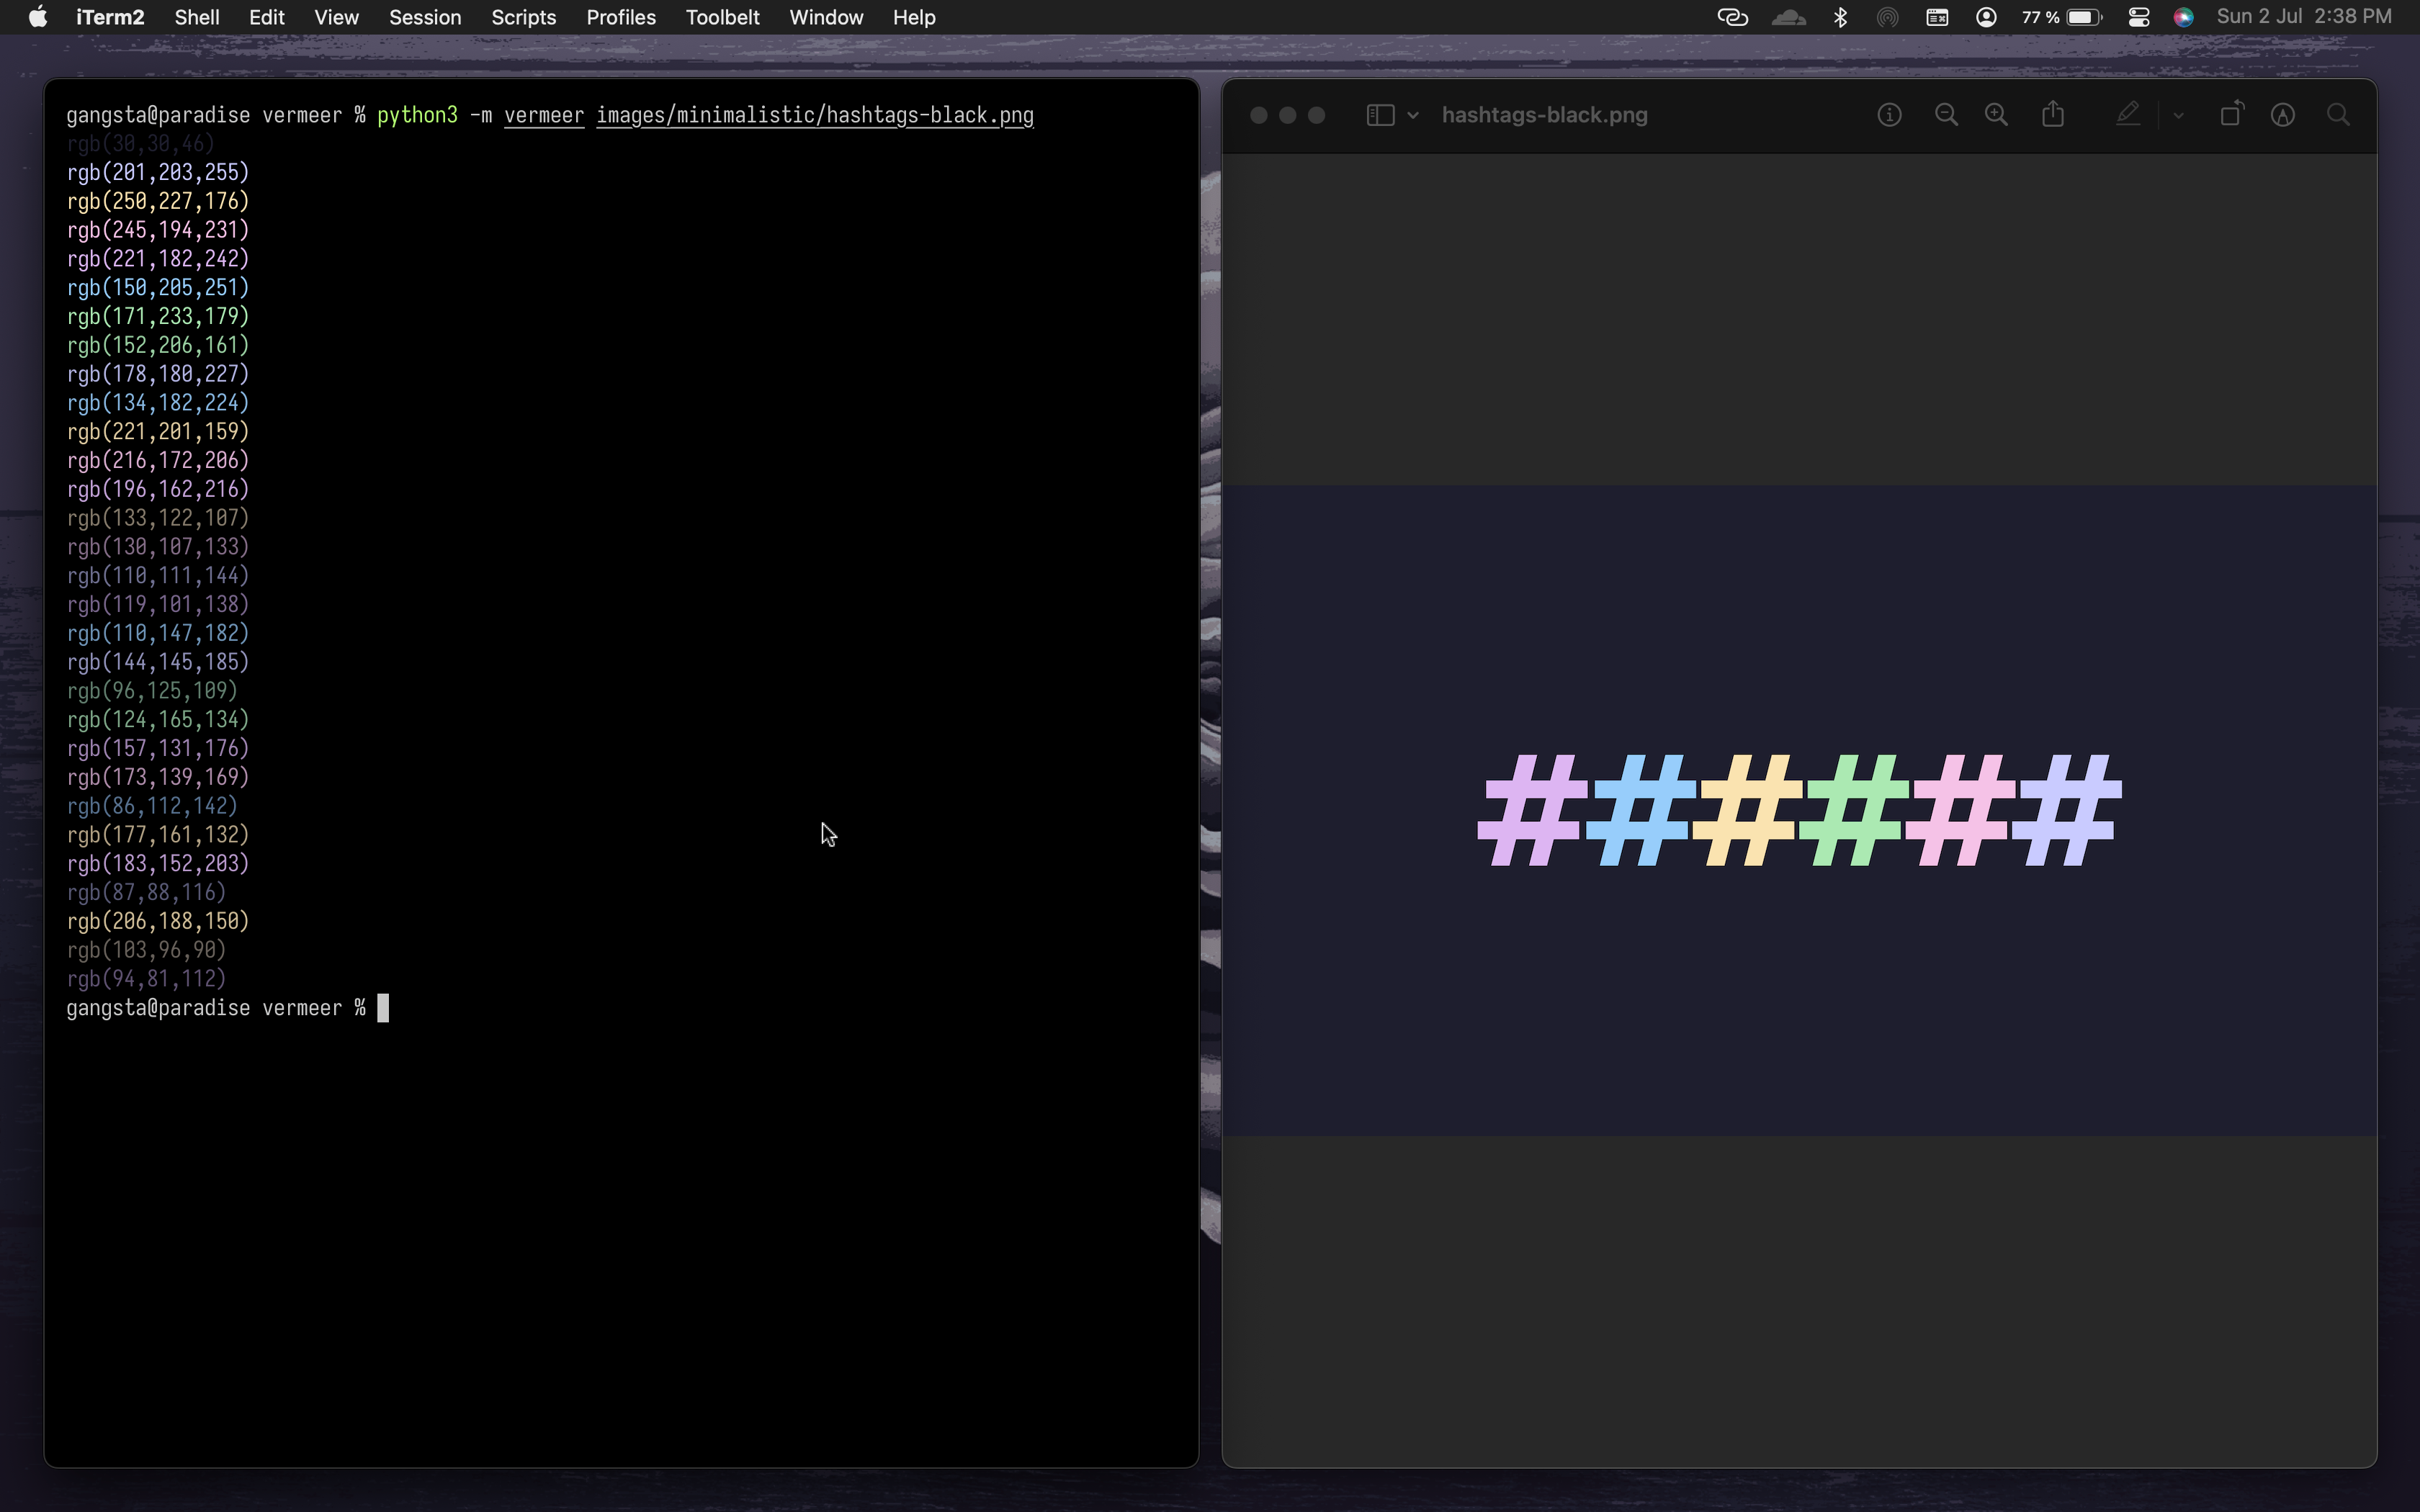 iTerm2 Shell Edit View Session Scripts Profiles Toolbelt Window Help 77 % Sun 2 Jul 2:38 PM
gangsta@paradise vermeer % python3 -m vermeer images/minimalistic/hashtags-black.png
rgb(30,30,46)
rgb(201,203,255)
rgb(250,227,176)
rgb(245,194,231)
rgb(221,182,242)
rgb(150,205,251)
rgb(171,233,179)
rgb(152,206,161)
rgb(178,180,227)
rgb(134,182,224)
rgb(221,201,159)
rgb(216,172,206)
rgb(196,162,216)
rgb(133,122,107)
rgb(130,107,133)
rgb(110,111,144)
rgb(119,101,138)
rgb(110,147,182)
rgb(144,145,185)
rgb(96,125,109)
rgb(124,165,134)
rgb(157,131,176)
rgb(173,139,169)
rgb(86,112,142)
rgb(177,161,132)
rgb(183,152,203)
rgb(87,88,116)
rgb(206,188,150)
rgb(103,96,90)
rgb(94,81,112)
gangsta@paradise vermeer %
hashtags-black.png
######